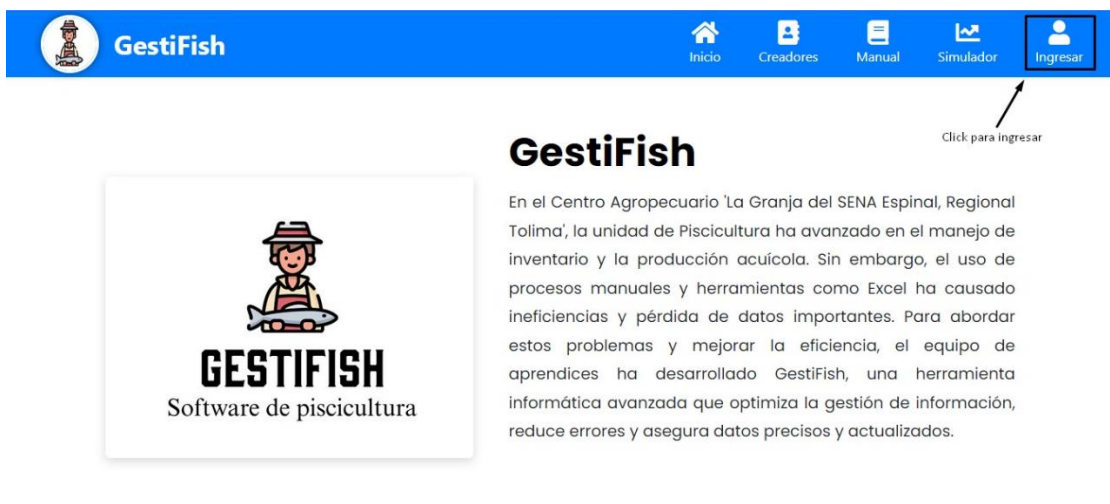 GestiFish
Inicio
Creadores
Manual
Simulador
Ingresar
Click para ingresar
GestiFish
En el Centro Agropecuario 'La Granja del SENA Espinal, Regional
Tolima', la unidad de Piscicultura ha avanzado en el manejo de
inventario y la producción acuícola. Sin embargo, el uso de
procesos manuales y herramientas como Excel ha causado
ineficiencias y pérdida de datos importantes. Para abordar
estos problemas y mejorar la eficiencia, el equipo de
aprendices ha desarrollado GestiFish, una herramienta
informática avanzada que optimiza la gestión de información,
reduce errores y asegura datos precisos y actualizados.
GESTIFISH
Software de piscicultura